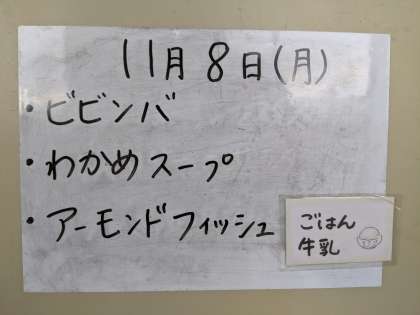 11月8日(月)
・ビビンバ
・わかめスープ
・アーモンドフィッシュ
ごはん
牛乳